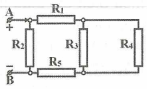 A
+
R₁
R₂
R₃
R₄
R₅
–
B